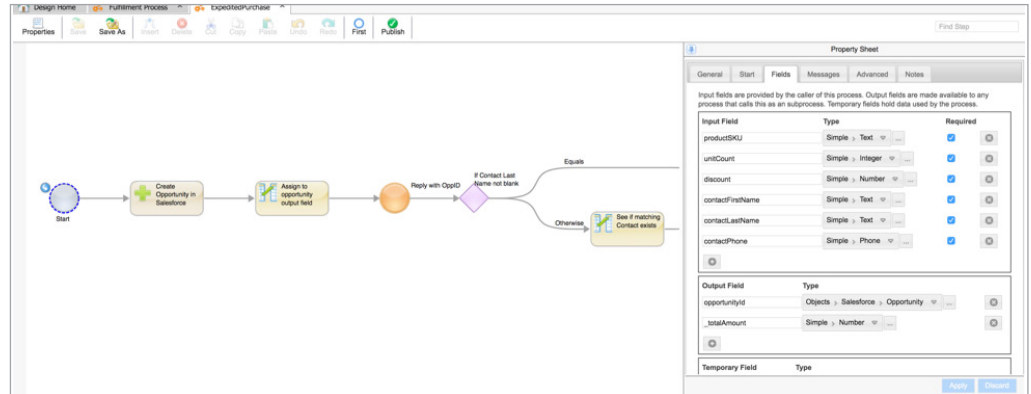 Design Home Fulfillment Process ExpeditedPurchase
Properties Save Save As Insert Delete Cut Copy Paste Undo Redo First Publish
Find Step
Property Sheet
General Start Fields Messages Advanced Notes
Input fields are provided by the caller of this process. Output fields are made available to any
process that calls this as an subprocess. Temporary fields hold data used by the process.
Input Field Type Required
productSKU Simple > Text ...
unitCount Simple > Integer ...
discount Simple > Number ...
contactFirstName Simple > Text ...
contactLastName Simple > Text ...
contactPhone Simple > Phone ...
Output Field Type
opportunityId Objects > Salesforce > Opportunity ...
_totalAmount Simple > Number ...
Temporary Field Type
Apply Discard
Start
Create
Opportunity in
Salesforce
Assign to
opportunity
output field
Reply with OppID
If Contact Last
Name not blank
Equals
Otherwise
See if matching
Contact exists